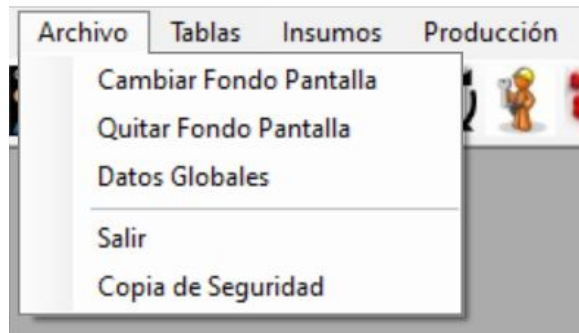 Archivo Tablas Insumos Producción
Cambiar Fondo Pantalla
Quitar Fondo Pantalla
Datos Globales
Salir
Copia de Seguridad